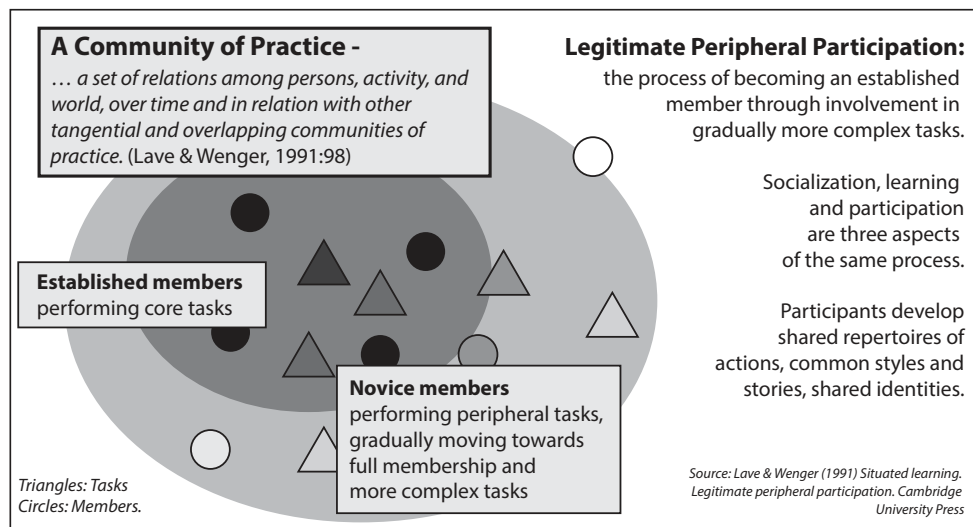 A Community of Practice -
… a set of relations among persons, activity, and
world, over time and in relation with other
tangential and overlapping communities of
practice. (Lave & Wenger, 1991:98)
Legitimate Peripheral Participation:
the process of becoming an established
member through involvement in
gradually more complex tasks.
Socialization, learning
and participation
are three aspects
of the same process.
Participants develop
shared repertoires of
actions, common styles and
stories, shared identities.
Established members
performing core tasks
Novice members
performing peripheral tasks,
gradually moving towards
full membership and
more complex tasks
Triangles: Tasks
Circles: Members.
Source: Lave & Wenger (1991) Situated learning.
Legitimate peripheral participation. Cambridge
University Press